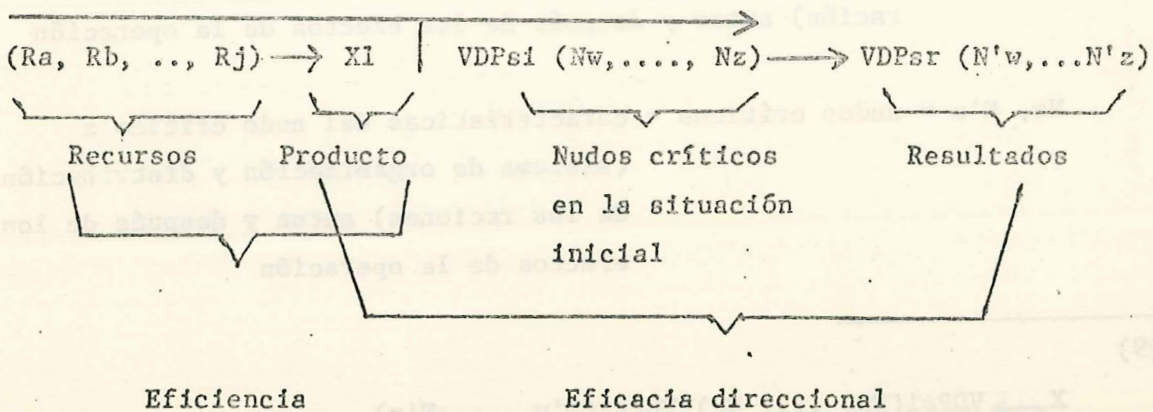 (Ra, Rb, .., Rj) → X1 | VDPsi (Nw,...., Nz) → VDPsr (N'w,...N'z)
Recursos Producto Nudos críticos Resultados
en la situación
inicial
Eficiencia Eficacia direccional